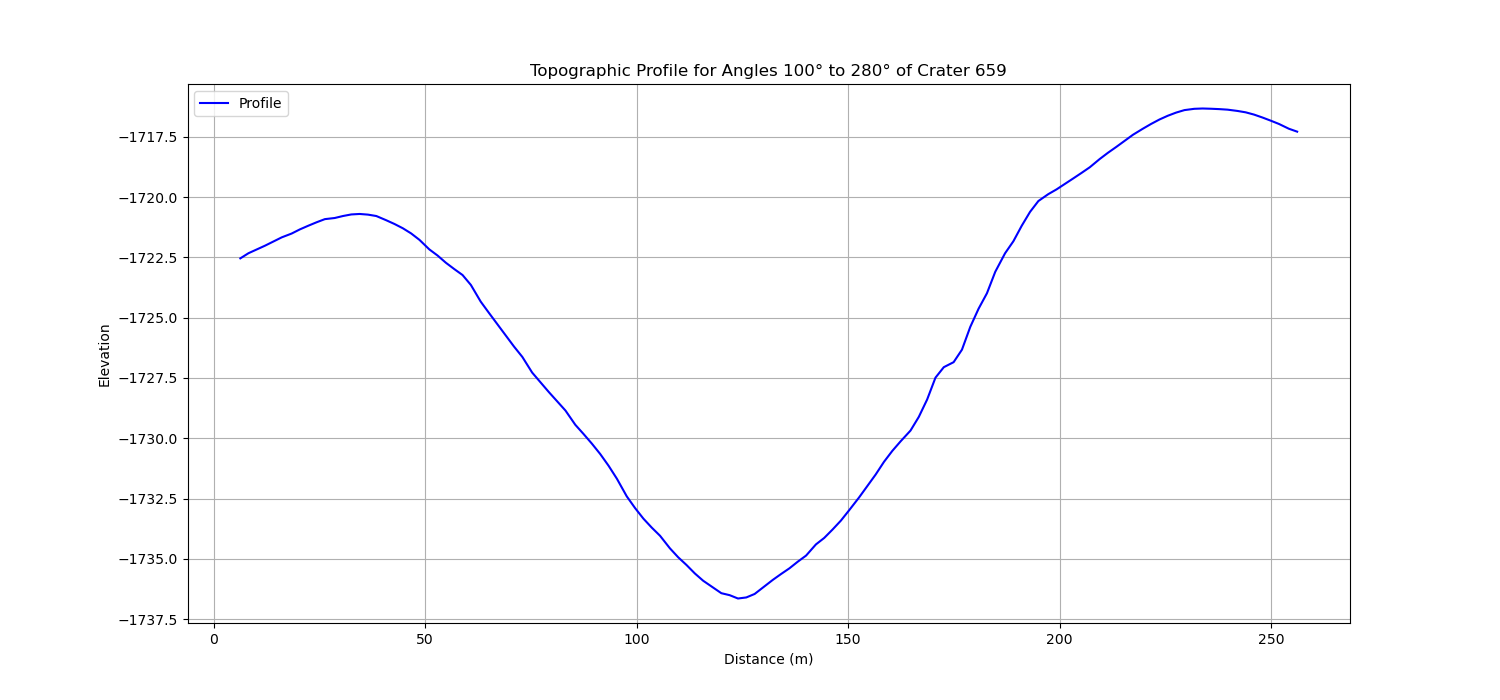 Topographic Profile for Angles 100° to 280° of Crater 659
Profile
−1717.5
−1720.0
−1722.5
−1725.0
−1727.5
−1730.0
−1732.5
−1735.0
−1737.5
Elevation
0 50 100 150 200 250
Distance (m)